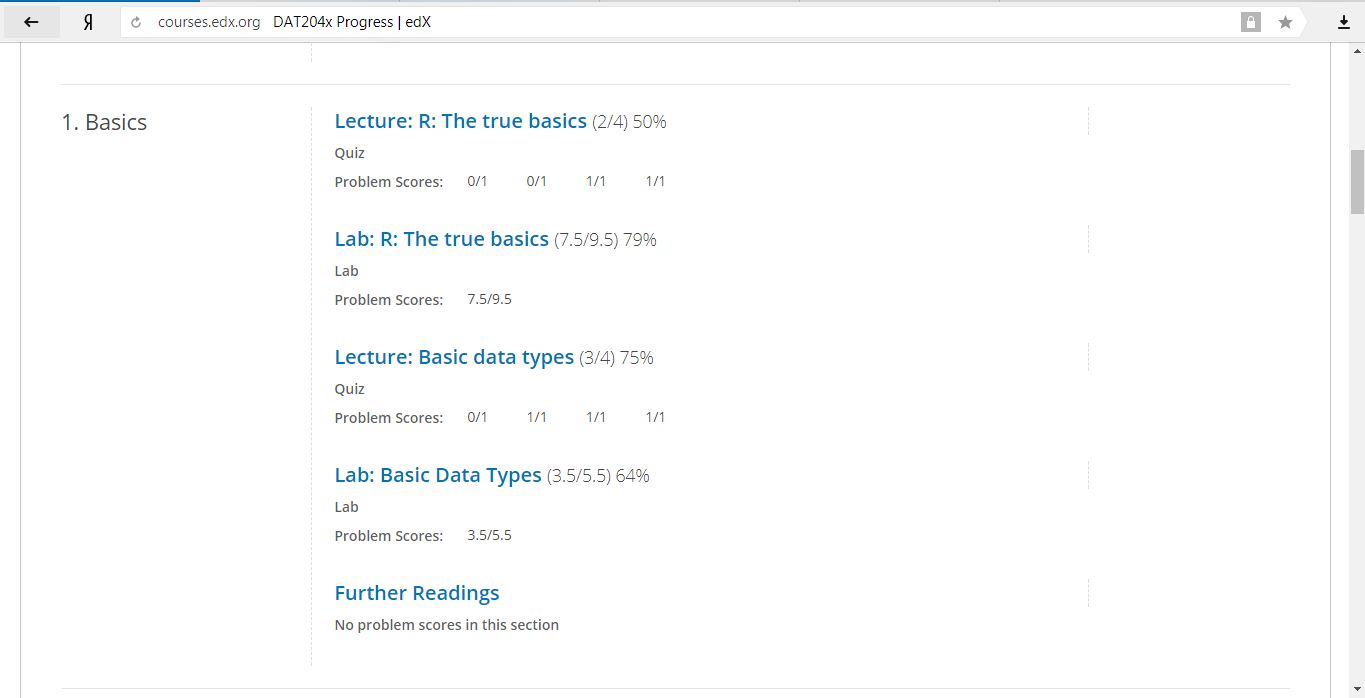 Я courses.edx.org DAT204x Progress | edX
1. Basics
Lecture: R: The true basics (2/4) 50%
Quiz
Problem Scores: 0/1 0/1 1/1 1/1
Lab: R: The true basics (7.5/9.5) 79%
Lab
Problem Scores: 7.5/9.5
Lecture: Basic data types (3/4) 75%
Quiz
Problem Scores: 0/1 1/1 1/1 1/1
Lab: Basic Data Types (3.5/5.5) 64%
Lab
Problem Scores: 3.5/5.5
Further Readings
No problem scores in this section